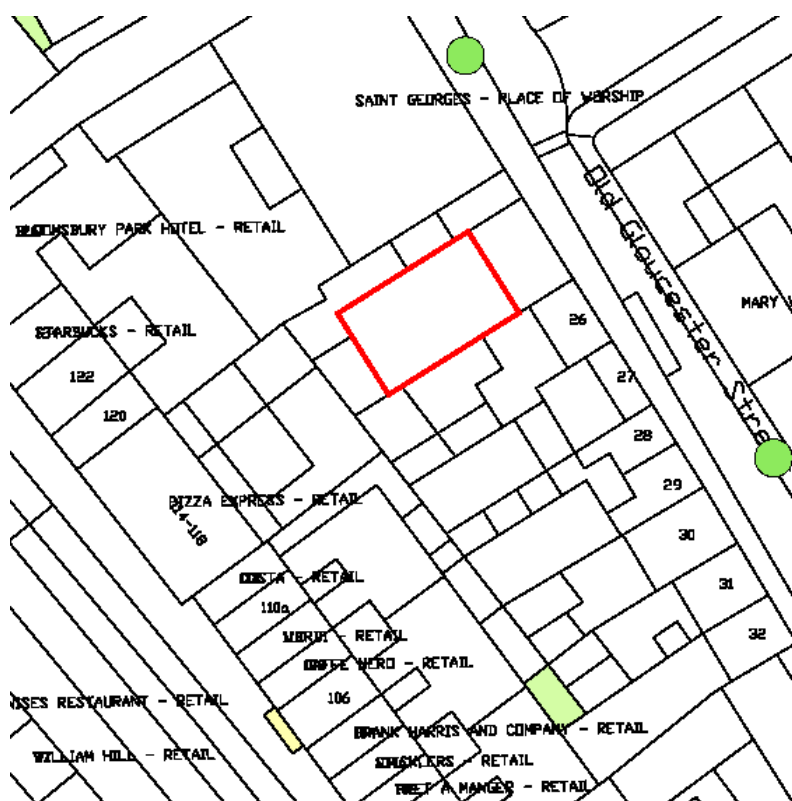 SAINT GEORGES - PLACE OF WORSHIP
Old Gloucester Stre
BLOOMSBURY PARK HOTEL - RETAIL
MARY
26
STARBUCKS - RETAIL
122
27
120
28
29
PIZZA EXPRESS - RETAIL
114-118
30
COSTA - RETAIL
31
110a
- RETAIL
32
CAFFE NERO - RETAIL
106
RESTAURANT - RETAIL
FRANK HARRIS AND COMPANY - RETAIL
WILLIAM HILL - RETAIL
- RETAIL
PRET A MANGER - RETAIL